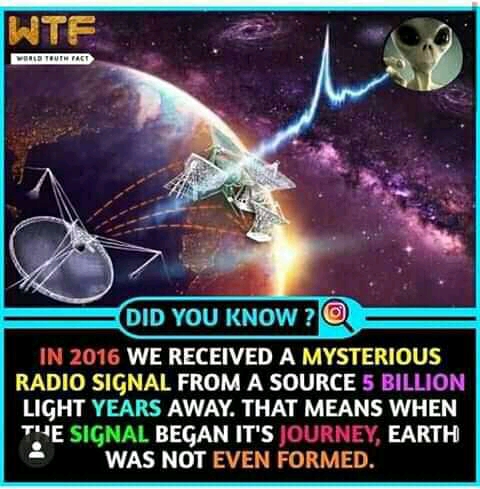 WTF
WORLD TRUTH FACT
DID YOU KNOW ?
IN 2016 WE RECEIVED A MYSTERIOUS
RADIO SIGNAL FROM A SOURCE 5 BILLION
LIGHT YEARS AWAY. THAT MEANS WHEN
THE SIGNAL BEGAN IT'S JOURNEY, EARTH
WAS NOT EVEN FORMED.